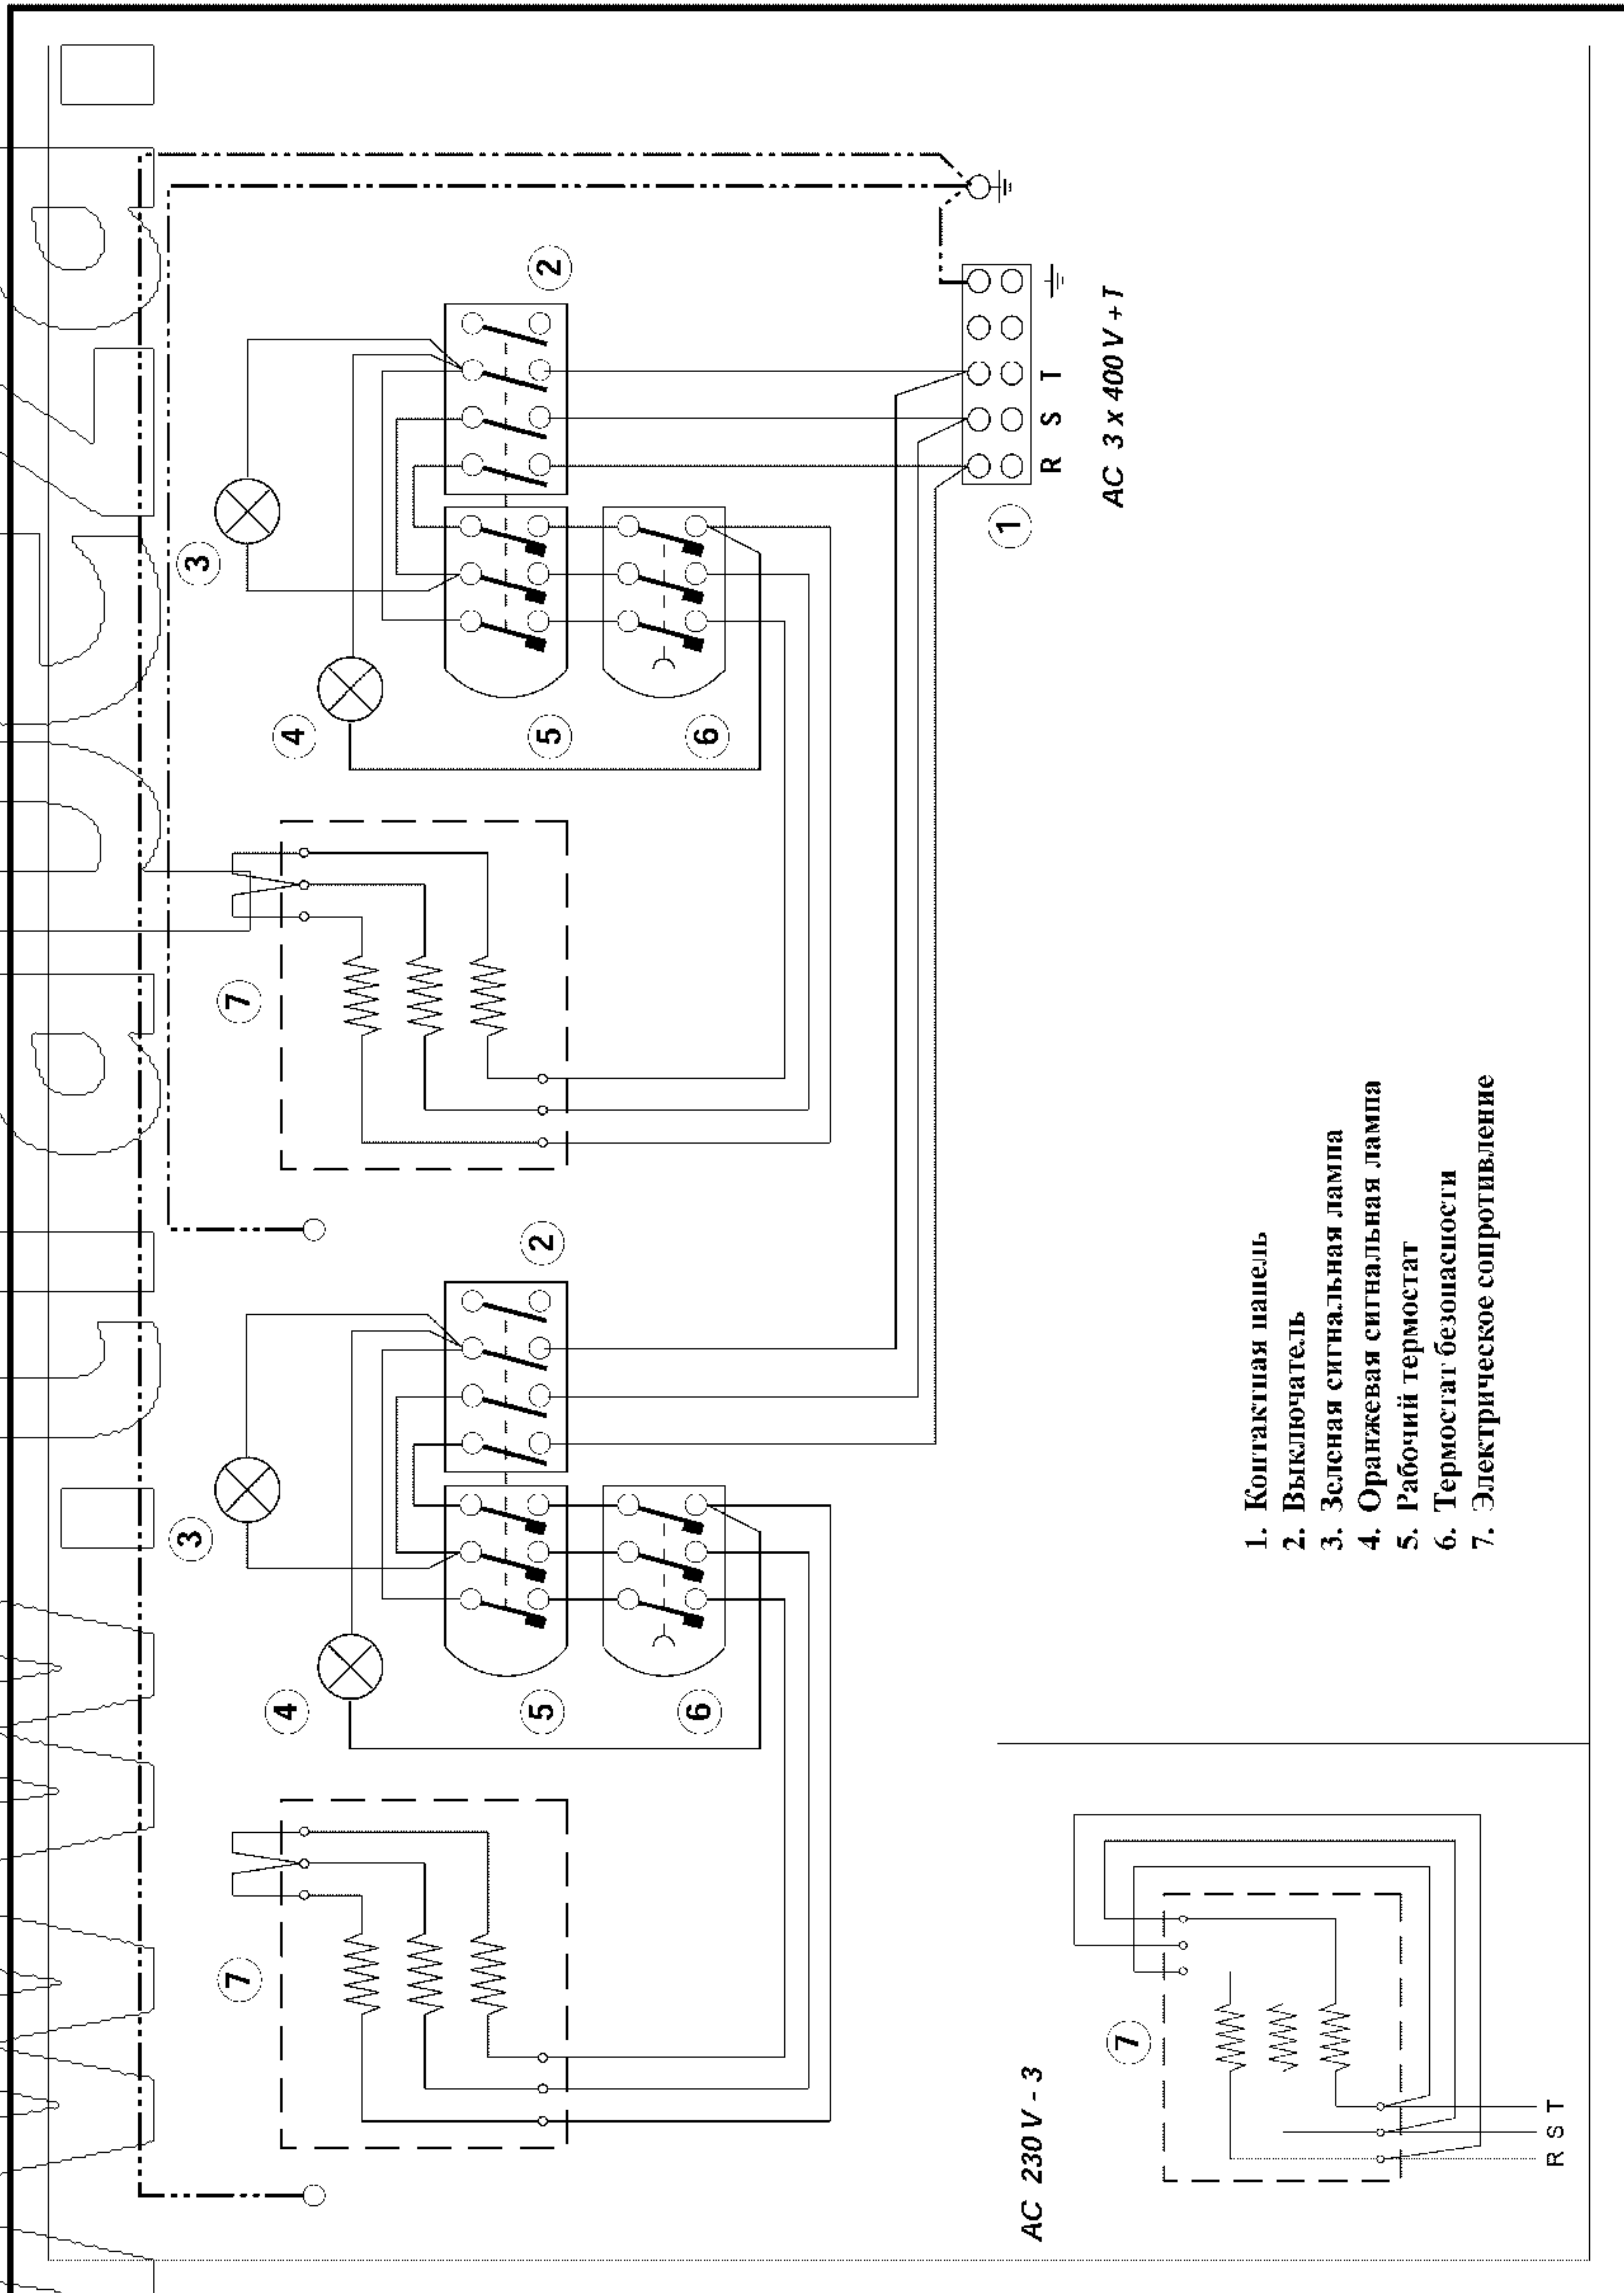 3
2
4
5
6
7
3
2
4
5
6
7
1
R S T
AC 3 x 400 V + T
AC 230 V - 3
7
R S T
1. Контактная панель
2. Выключатель
3. Зеленая сигнальная лампа
4. Оранжевая сигнальная лампа
5. Рабочий термостат
6. Термостат безопасности
7. Электрическое сопротивление